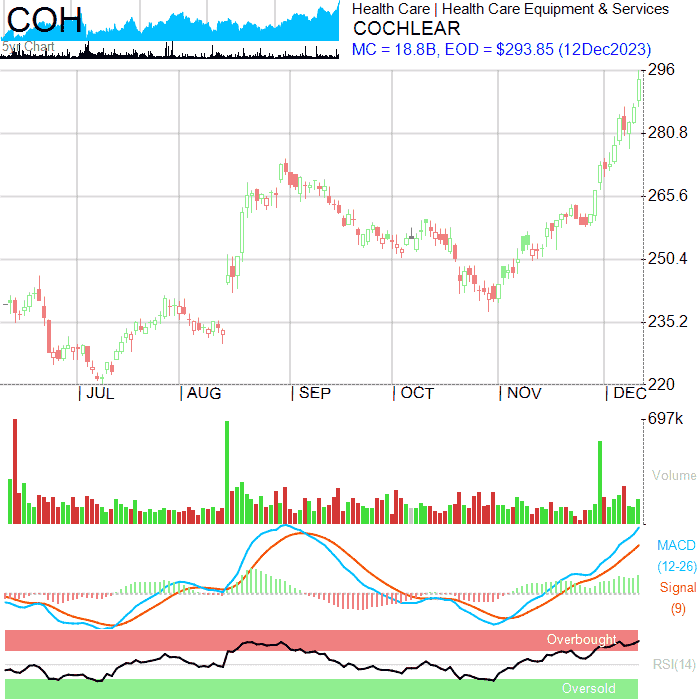 COH
5yr Chart
Health Care | Health Care Equipment & Services
COCHLEAR
MC = 18.8B, EOD = $293.85 (12Dec2023)
296
280.8
265.6
250.4
235.2
220
| JUL | AUG | SEP | OCT | NOV | DEC
697k
Volume
MACD
(12-26)
Signal
(9)
Overbought
RSI(14)
Oversold